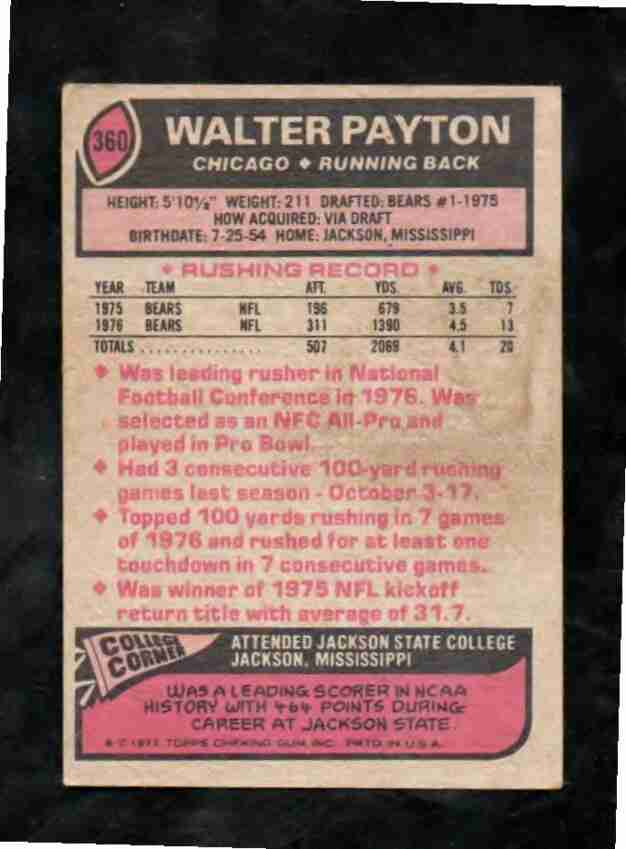 360
WALTER PAYTON
CHICAGO ♦ RUNNING BACK
HEIGHT: 5'10½" WEIGHT: 211 DRAFTED: BEARS #1-1975
HOW ACQUIRED: VIA DRAFT
BIRTHDATE: 7-25-54 HOME: JACKSON, MISSISSIPPI
♦ RUSHING RECORD ♦
YEAR TEAM ATT. YDS. AVG. TDS.
1975 BEARS NFL 196 679 3.5 7
1976 BEARS NFL 311 1390 4.5 13
TOTALS ................ 507 2069 4.1 20
♦ Was leading rusher in National
Football Conference in 1976. Was
selected as an NFC All-Pro and
played in Pro Bowl.
♦ Had 3 consecutive 100-yard rushing
games last season - October 3-17.
♦ Topped 100 yards rushing in 7 games
of 1976 and rushed for at least one
touchdown in 7 consecutive games.
♦ Was winner of 1975 NFL kickoff
return title with average of 31.7.
COLLEGE
CORNER
ATTENDED JACKSON STATE COLLEGE
JACKSON, MISSISSIPPI
WAS A LEADING SCORER IN NCAA
HISTORY WITH 464 POINTS DURING
CAREER AT JACKSON STATE.
© 1977 TOPPS CHEWING GUM, INC. PRTD IN U.S.A.